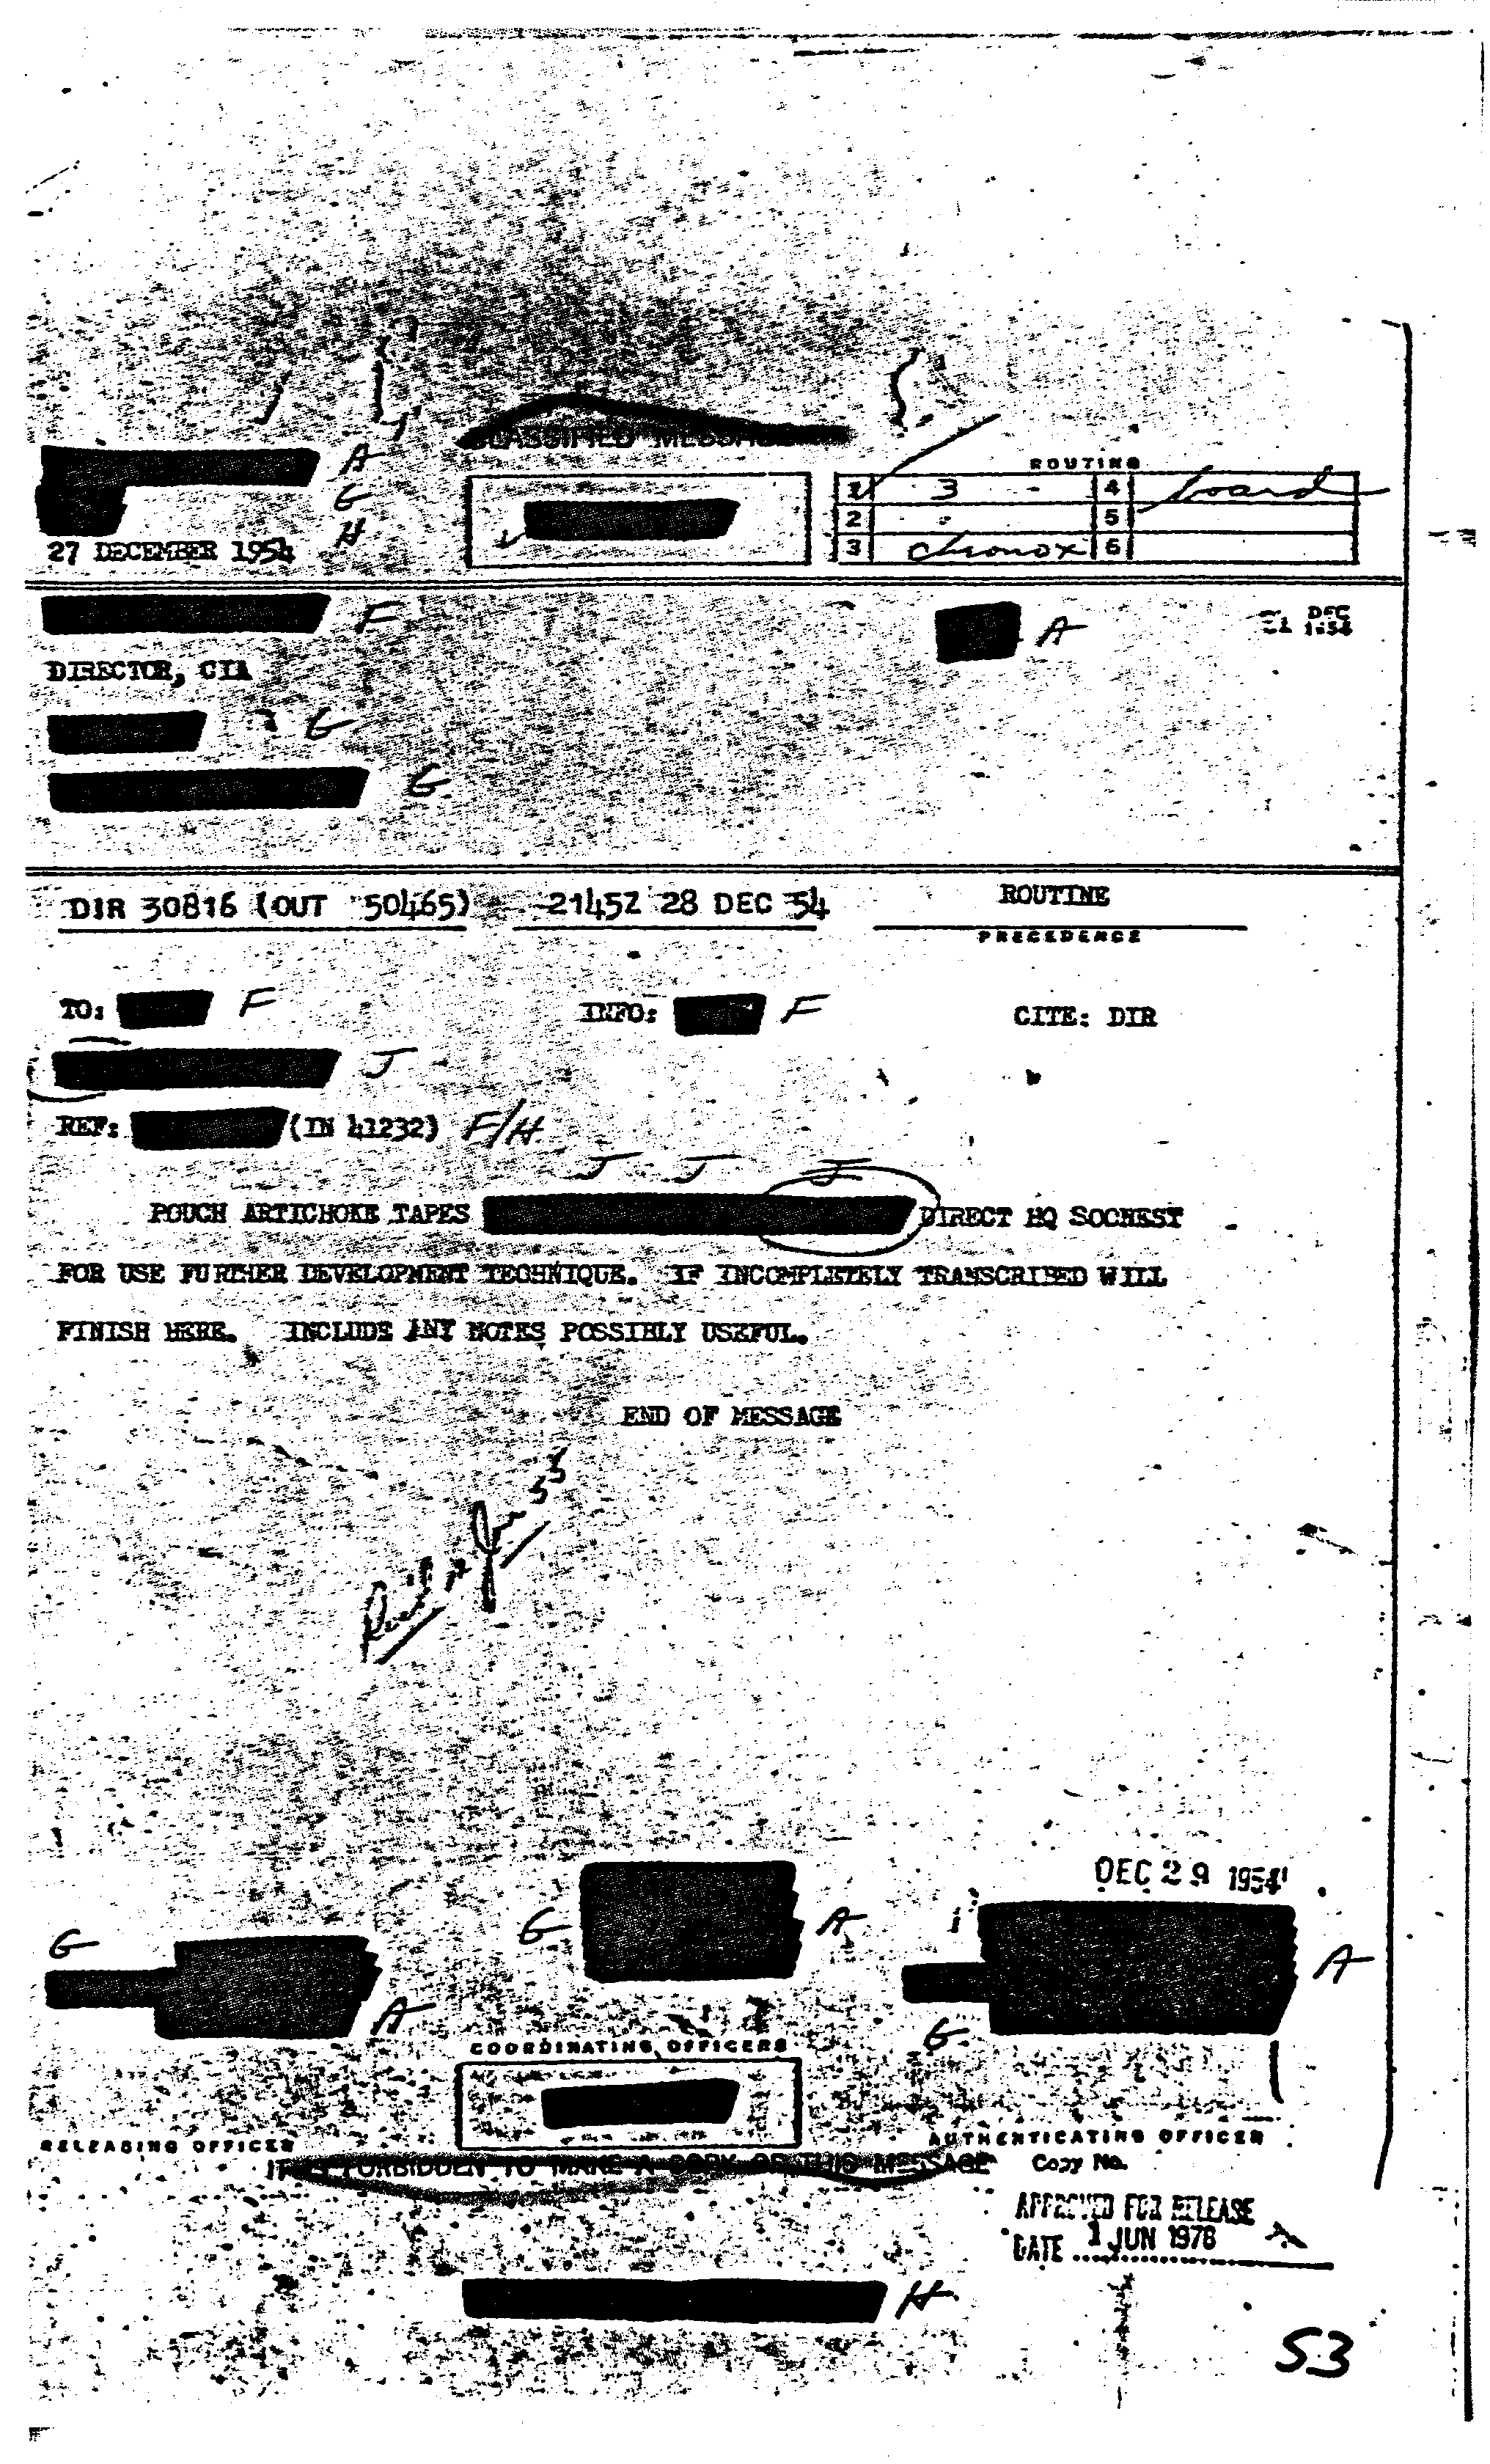 CLASSIFIED MESSAGE
A
G
H
27 DECEMBER 1954
ROUTING
1 3 4 board
2 5
3 chronox 6
F
A
DEC 1954
DIRECTOR, CIA
G
G
DIR 30816 (OUT 50465) 2145Z 28 DEC 54 ROUTINE
PRECEDENCE
TO: F INFO: F CITE: DIR
J
REF: (IN 41232) F/H
J J J
POUCH ARTICHOKE TAPES DIRECT HQ SOONEST
FOR USE FURTHER DEVELOPMENT TECHNIQUE. IF INCOMPLETELY TRANSCRIBED WILL
FINISH HERE. INCLUDE ANY NOTES POSSIBLY USEFUL.
END OF MESSAGE
Jan 55
DEC 29 1954
G
G
A
A
A
G
COORDINATING OFFICERS
RELEASING OFFICER
AUTHENTICATING OFFICER
IT IS FORBIDDEN TO MAKE A COPY OF THIS MESSAGE Copy No.
APPROVED FOR RELEASE
DATE 1 JUN 1978
H
53